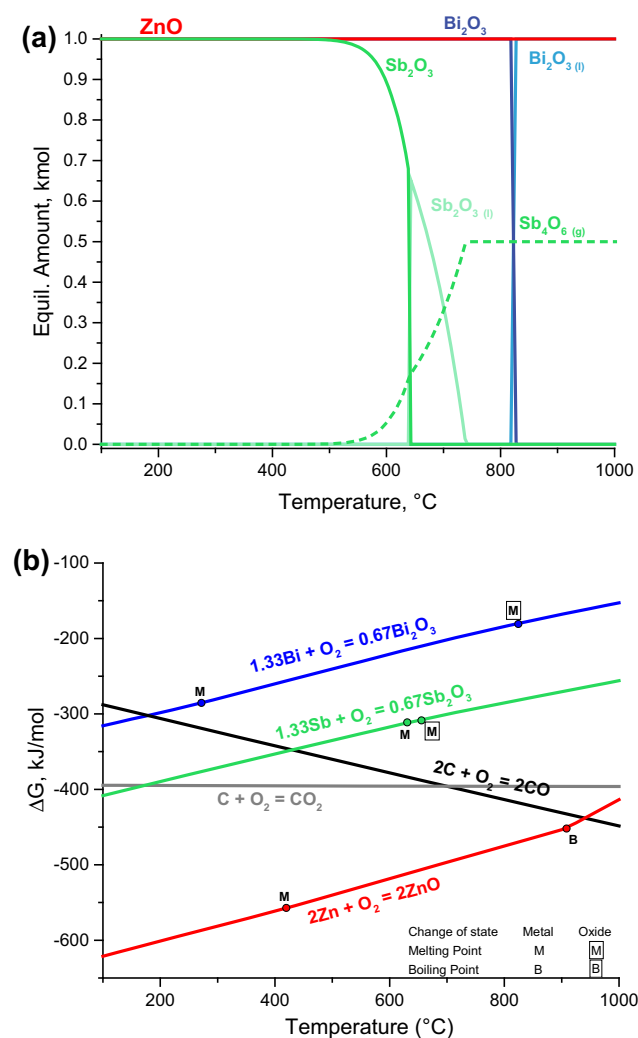 (a)
ZnO
Bi₂O₃
Bi₂O₃ (l)
Sb₂O₃
Sb₂O₃ (l)
Sb₄O₆ (g)
Equil. Amount, kmol
1.0
0.9
0.8
0.7
0.6
0.5
0.4
0.3
0.2
0.1
0.0
200
400
600
800
1000
Temperature, °C
(b)
ΔG, kJ/mol
-100
-200
-300
-400
-500
-600
M
1.33Bi + O₂ = 0.67Bi₂O₃
M
1.33Sb + O₂ = 0.67Sb₂O₃
M
M
2C + O₂ = 2CO
C + O₂ = CO₂
M
2Zn + O₂ = 2ZnO
B
Change of state Metal Oxide
Melting Point M M
Boiling Point B B
200
400
600
800
1000
Temperature (°C)